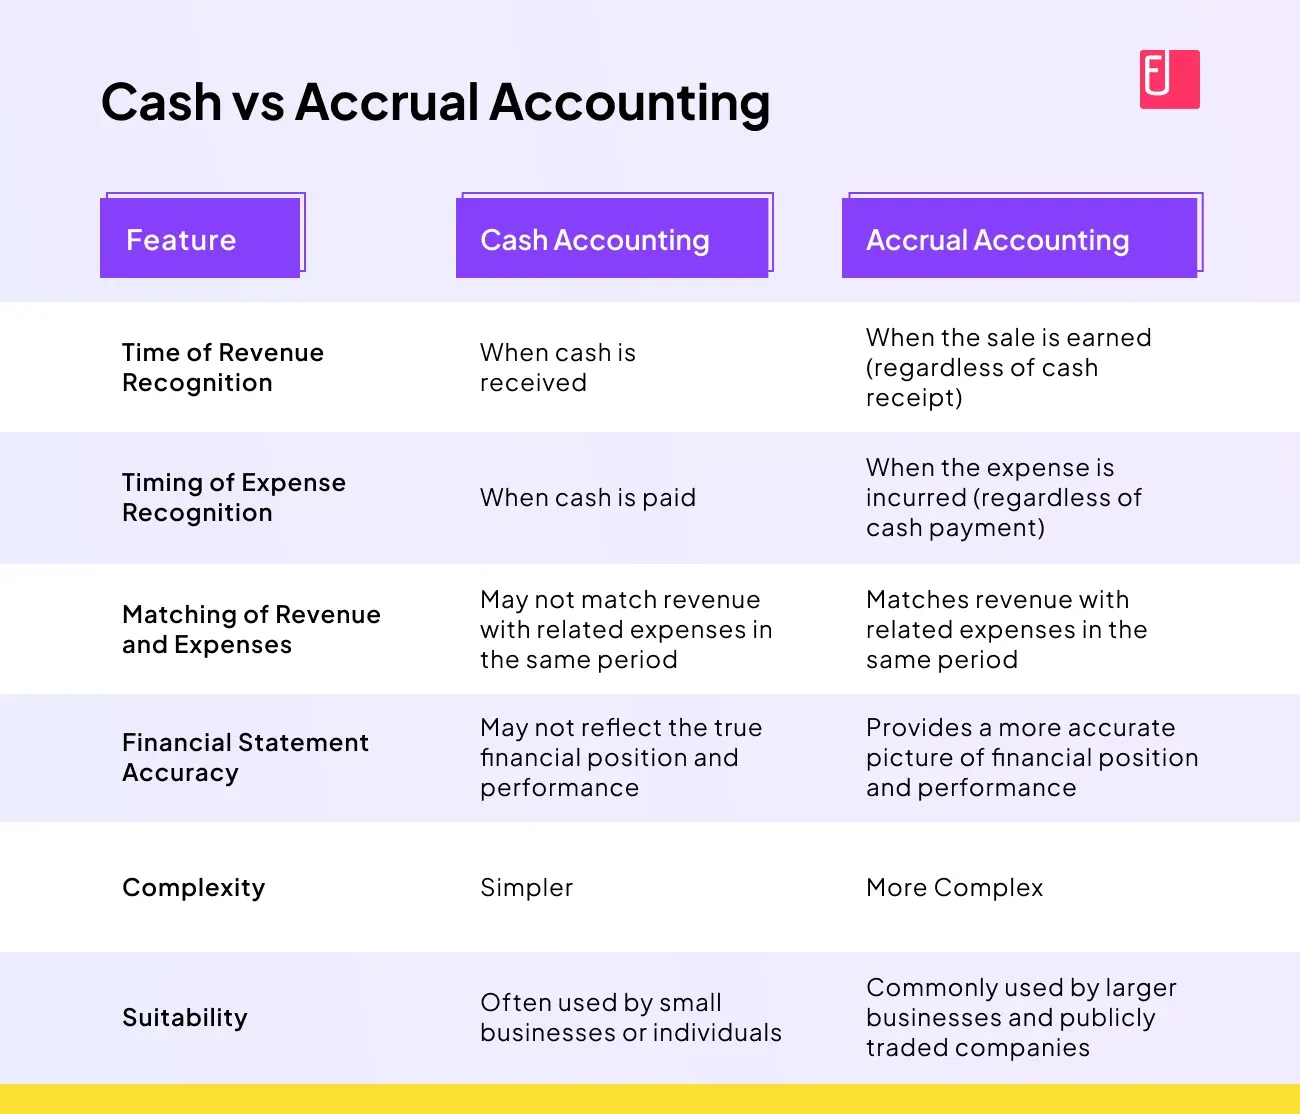 Cash vs Accrual Accounting
Feature
Cash Accounting
Accrual Accounting
Time of Revenue
Recognition
When cash is
received
When the sale is earned
(regardless of cash
receipt)
Timing of Expense
Recognition
When cash is paid
When the expense is
incurred (regardless of
cash payment)
Matching of Revenue
and Expenses
May not match revenue
with related expenses in
the same period
Matches revenue with
related expenses in the
same period
Financial Statement
Accuracy
May not reflect the true
financial position and
performance
Provides a more accurate
picture of financial position
and performance
Complexity
Simpler
More Complex
Suitability
Often used by small
businesses or individuals
Commonly used by larger
businesses and publicly
traded companies